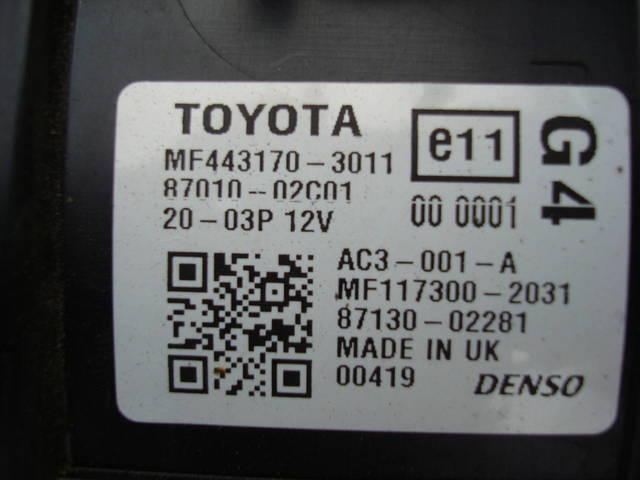 TOYOTA
e11
G4
MF443170-3011
87010-02C01
20-03P 12V
00 0001
AC3-001-A
MF117300-2031
87130-02281
MADE IN UK
00419
DENSO